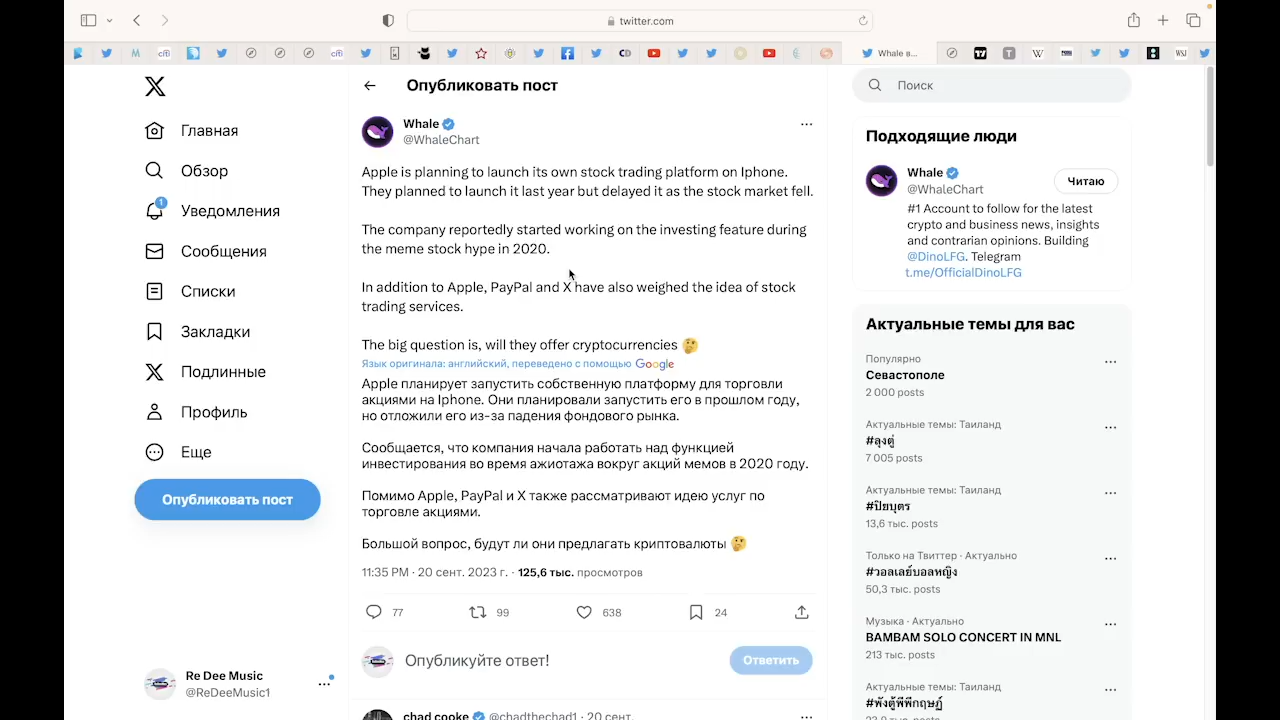 twitter.com
Whale в...
Опубликовать пост
Поиск
Главная
Обзор
1
Уведомления
Сообщения
Списки
Закладки
Подлинные
Профиль
Еще
Опубликовать пост
Re Dee Music
@ReDeeMusic1
Whale
@WhaleChart
Apple is planning to launch its own stock trading platform on Iphone.
They planned to launch it last year but delayed it as the stock market fell.
The company reportedly started working on the investing feature during
the meme stock hype in 2020.
In addition to Apple, PayPal and X have also weighed the idea of stock
trading services.
The big question is, will they offer cryptocurrencies 🤔
Язык оригинала: английский, переведено с помощью Google
Apple планирует запустить собственную платформу для торговли
акциями на Iphone. Они планировали запустить его в прошлом году,
но отложили его из-за падения фондового рынка.
Сообщается, что компания начала работать над функцией
инвестирования во время ажиотажа вокруг акций мемов в 2020 году.
Помимо Apple, PayPal и X также рассматривают идею услуг по
торговле акциями.
Большой вопрос, будут ли они предлагать криптовалюты 🤔
11:35 PM · 20 сент. 2023 г. · 125,6 тыс. просмотров
77 99 638 24
Опубликуйте ответ!
Ответить
chad cooke @chadthechad1 · 20 сент.
Подходящие люди
Whale
@WhaleChart
Читаю
#1 Account to follow for the latest
crypto and business news, insights
and contrarian opinions. Building
@DinoLFG. Telegram
t.me/OfficialDinoLFG
Актуальные темы для вас
Популярно
Севастополе
2 000 posts
Актуальные темы: Таиланд
#ลุงตู่
7 005 posts
Актуальные темы: Таиланд
#ปิยบุตร
13,6 тыс. posts
Только на Твиттер · Актуально
#วอลเลย์บอลหญิง
50,3 тыс. posts
Музыка · Актуально
BAMBAM SOLO CONCERT IN MNL
213 тыс. posts
Актуальные темы: Таиланд